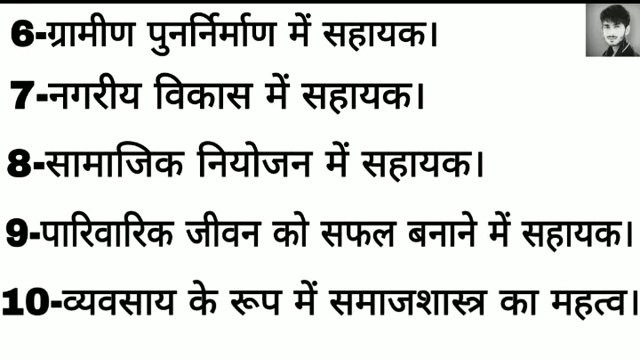 6-ग्रामीण पुनर्निर्माण में सहायक।
7-नगरीय विकास में सहायक।
8-सामाजिक नियोजन में सहायक।
9-पारिवारिक जीवन को सफल बनाने में सहायक।
10-व्यवसाय के रूप में समाजशास्त्र का महत्व।